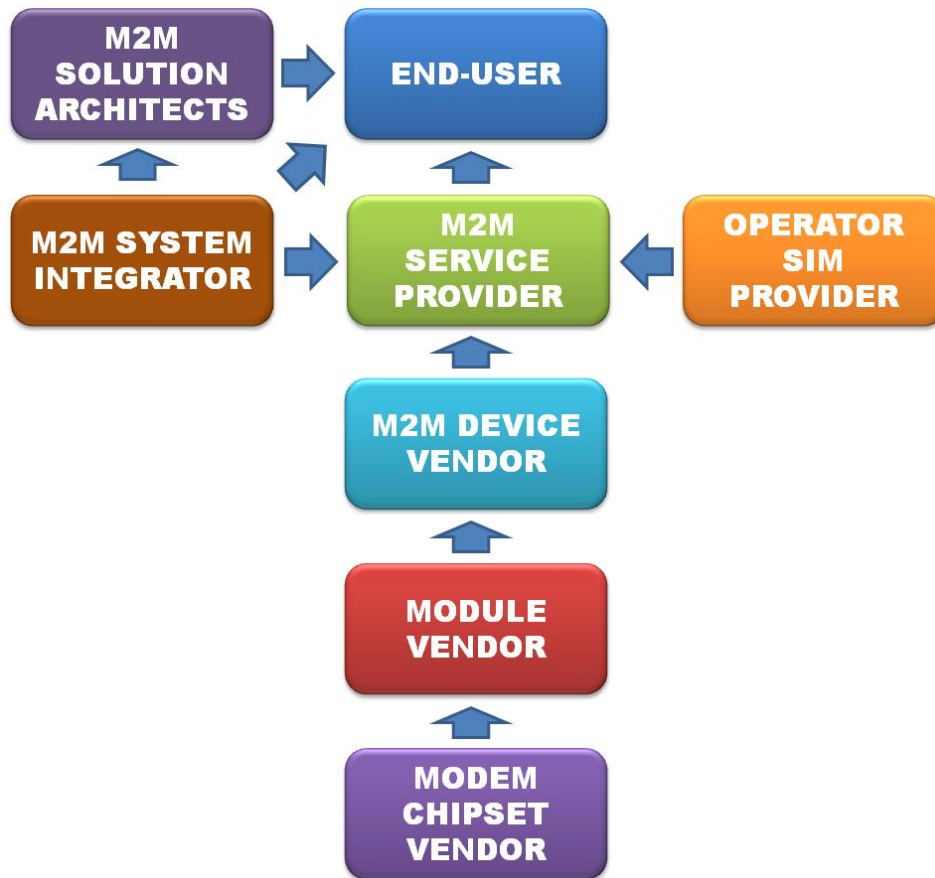 M2M
SOLUTION
ARCHITECTS
END-USER
M2M SYSTEM
INTEGRATOR
M2M
SERVICE
PROVIDER
OPERATOR
SIM
PROVIDER
M2M DEVICE
VENDOR
MODULE
VENDOR
MODEM
CHIPSET
VENDOR